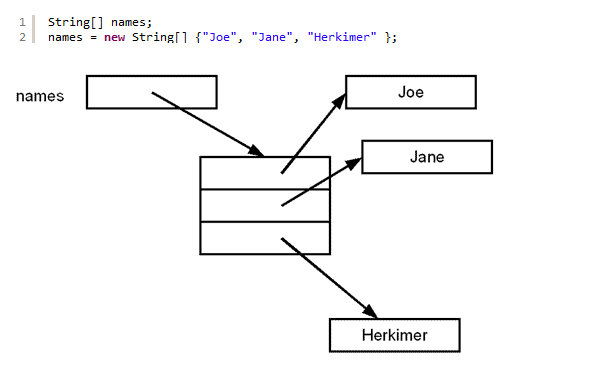 1 String[] names;
2 names = new String[] {"Joe", "Jane", "Herkimer" };
names
Joe
Jane
Herkimer